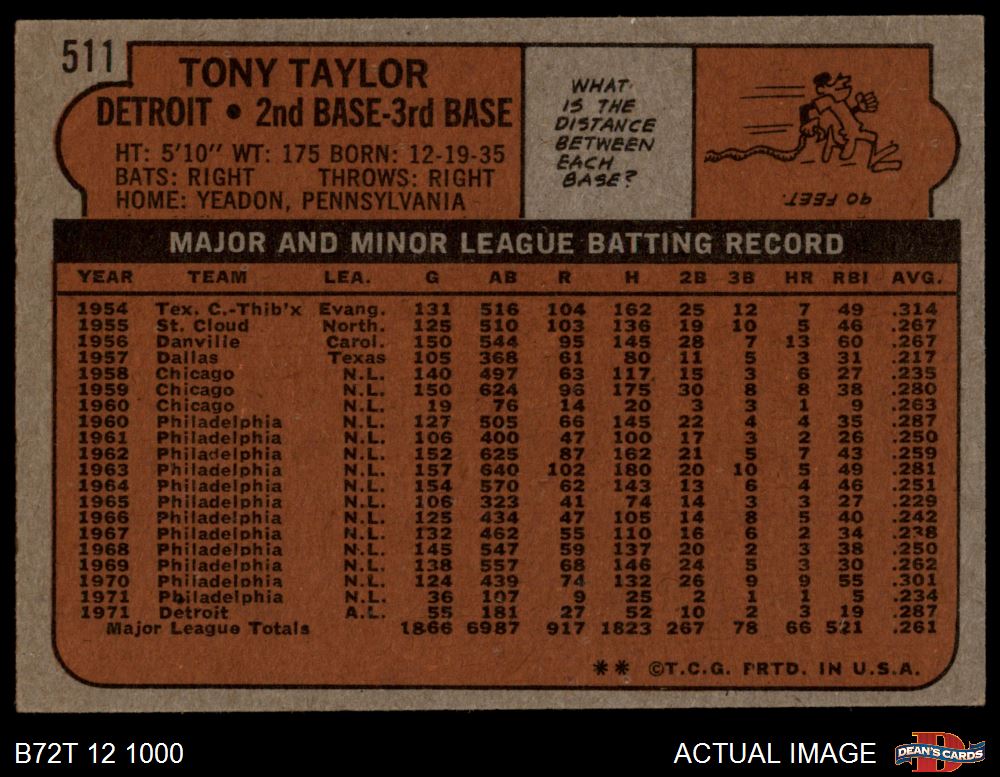 511
TONY TAYLOR
DETROIT • 2nd BASE-3rd BASE
HT: 5'10" WT: 175 BORN: 12-19-35
BATS: RIGHT THROWS: RIGHT
HOME: YEADON, PENNSYLVANIA
WHAT
IS THE
DISTANCE
BETWEEN
EACH
BASE?
90 FEET.
MAJOR AND MINOR LEAGUE BATTING RECORD
YEAR TEAM LEA. G AB R H 2B 3B HR RBI AVG.
1954 Tex. C.-Thib'x Evang. 131 516 104 162 25 12 7 49 .314
1955 St. Cloud North. 125 510 103 136 19 10 5 46 .267
1956 Danville Carol. 150 544 95 145 28 7 13 60 .267
1957 Dallas Texas 105 368 61 80 11 5 3 31 .217
1958 Chicago N.L. 140 497 63 117 15 3 6 27 .235
1959 Chicago N.L. 150 624 96 175 30 8 8 38 .280
1960 Chicago N.L. 19 76 14 20 3 3 1 9 .263
1960 Philadelphia N.L. 127 505 66 145 22 4 4 35 .287
1961 Philadelphia N.L. 106 400 47 100 17 3 2 26 .250
1962 Philadelphia N.L. 152 625 87 162 21 5 7 43 .259
1963 Philadelphia N.L. 157 640 102 180 20 10 5 49 .281
1964 Philadelphia N.L. 154 570 62 143 13 6 4 46 .251
1965 Philadelphia N.L. 106 323 41 74 14 3 3 27 .229
1966 Philadelphia N.L. 125 434 47 105 14 8 5 40 .242
1967 Philadelphia N.L. 132 462 55 110 16 6 2 34 .238
1968 Philadelphia N.L. 145 547 59 137 20 2 3 38 .250
1969 Philadelphia N.L. 138 557 68 146 24 5 3 30 .262
1970 Philadelphia N.L. 124 439 74 132 26 9 9 55 .301
1971 Philadelphia N.L. 36 107 9 25 2 1 1 5 .234
1971 Detroit A.L. 55 181 27 52 10 2 3 19 .287
Major League Totals 1866 6987 917 1823 267 78 66 521 .261
** ©T.C.G. PRTD. IN U.S.A.
B72T 12 1000
ACTUAL IMAGE
D
DEAN'S CARDS